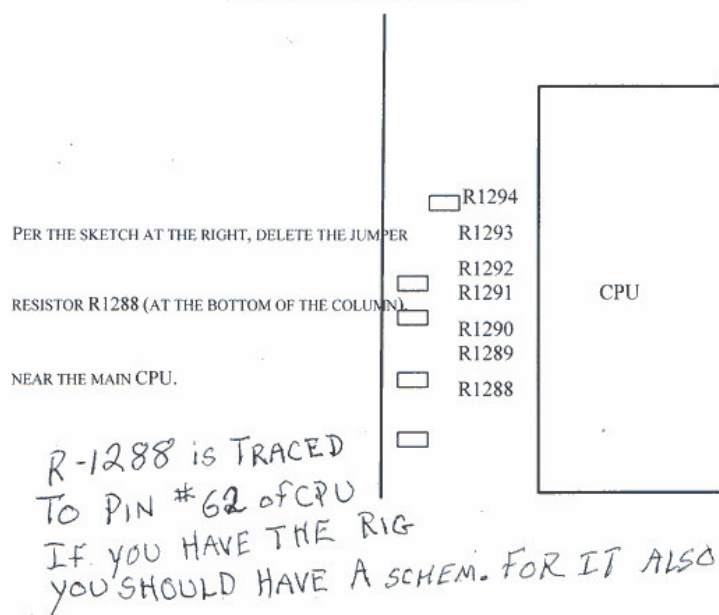 R1294
PER THE SKETCH AT THE RIGHT, DELETE THE JUMPER
R1293
R1292
RESISTOR R1288 (AT THE BOTTOM OF THE COLUMN),
R1291
CPU
R1290
R1289
NEAR THE MAIN CPU.
R1288
R-1288 is TRACED
TO PIN #62 of CPU
IF YOU HAVE THE RIG
YOU SHOULD HAVE A SCHEM. FOR IT ALSO